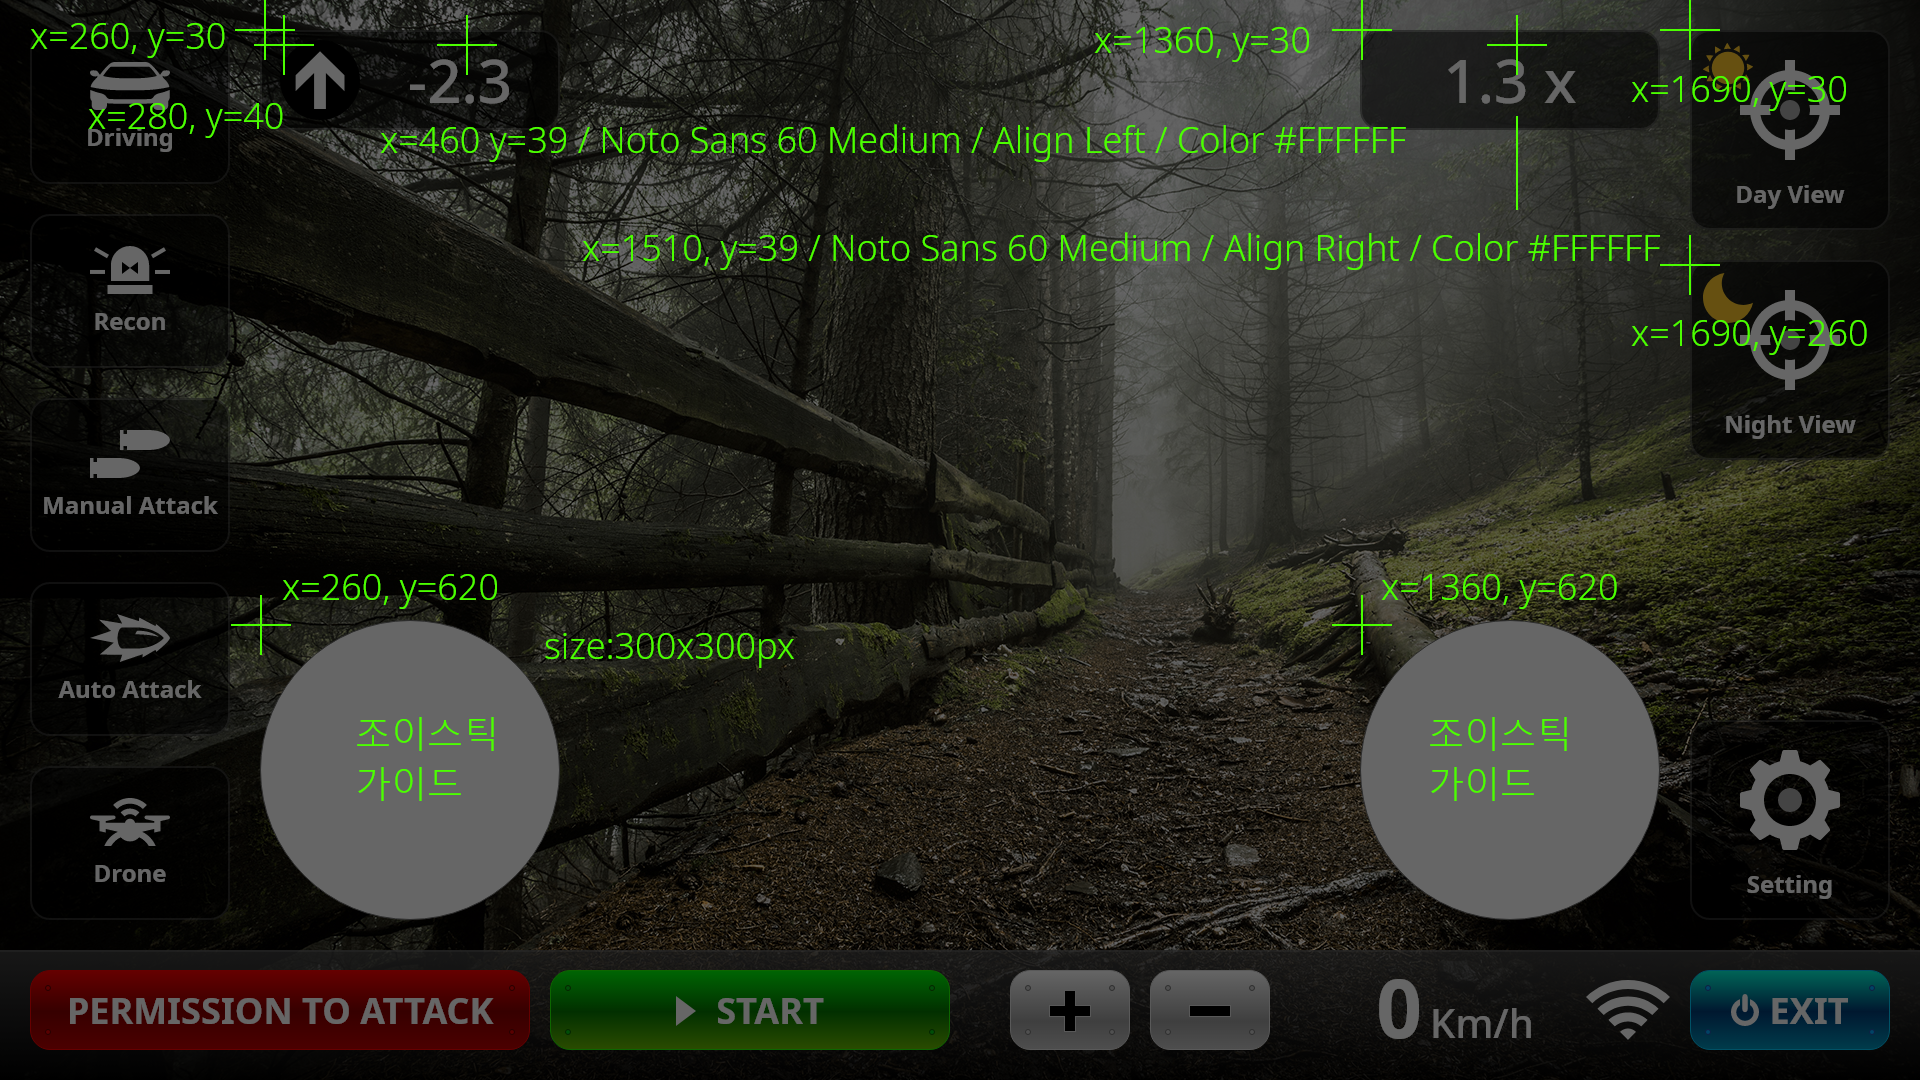 x=260, y=30
x=1360, y=30
-2.3
1.3 x
x=1690, y=30
x=280, y=40
Driving
x=460 y=39 / Noto Sans 60 Medium / Align Left / Color #FFFFFF
Day View
x=1510, y=39 / Noto Sans 60 Medium / Align Right / Color #FFFFFF
Recon
x=1690, y=260
Night View
Manual Attack
x=260, y=620
x=1360, y=620
size:300x300px
Auto Attack
조이스틱
가이드
조이스틱
가이드
Drone
Setting
PERMISSION TO ATTACK
START
+
−
0 Km/h
EXIT